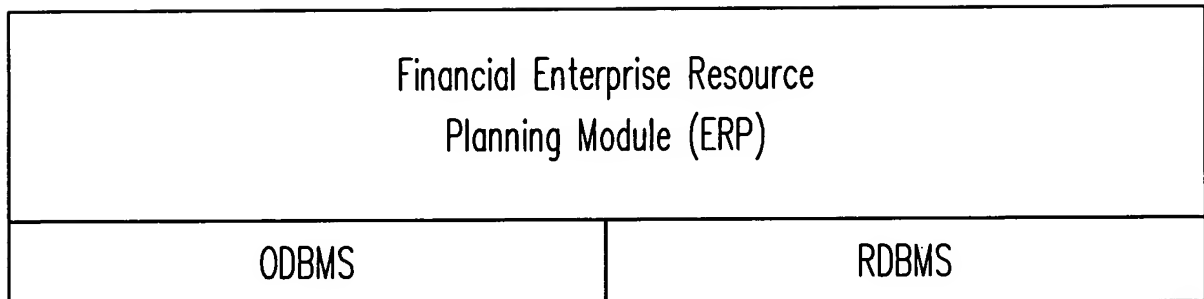 Financial Enterprise Resource
Planning Module (ERP)
ODBMS
RDBMS